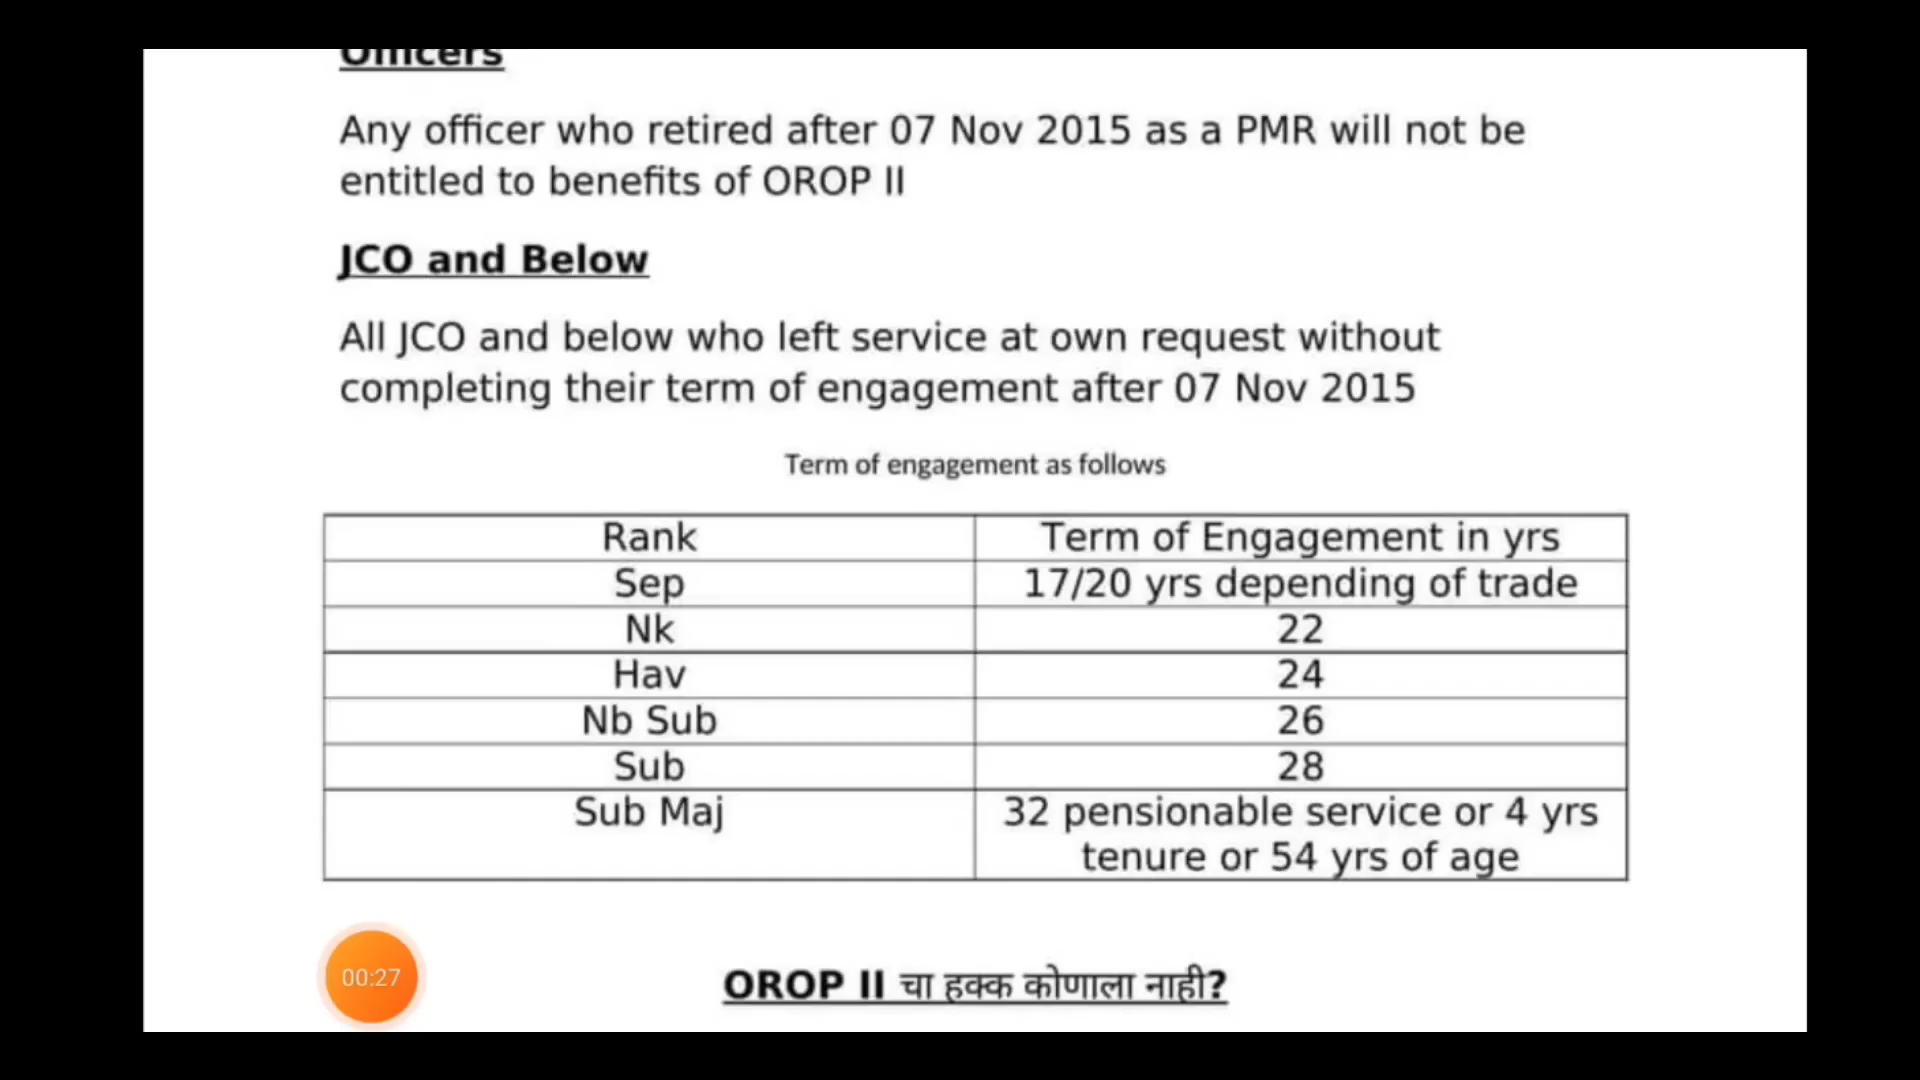 Officers
Any officer who retired after 07 Nov 2015 as a PMR will not be
entitled to benefits of OROP II
JCO and Below
All JCO and below who left service at own request without
completing their term of engagement after 07 Nov 2015
Term of engagement as follows
Rank Term of Engagement in yrs
Sep 17/20 yrs depending of trade
Nk 22
Hav 24
Nb Sub 26
Sub 28
Sub Maj 32 pensionable service or 4 yrs
tenure or 54 yrs of age
00:27
OROP II चा हक्क कोणाला नाही?